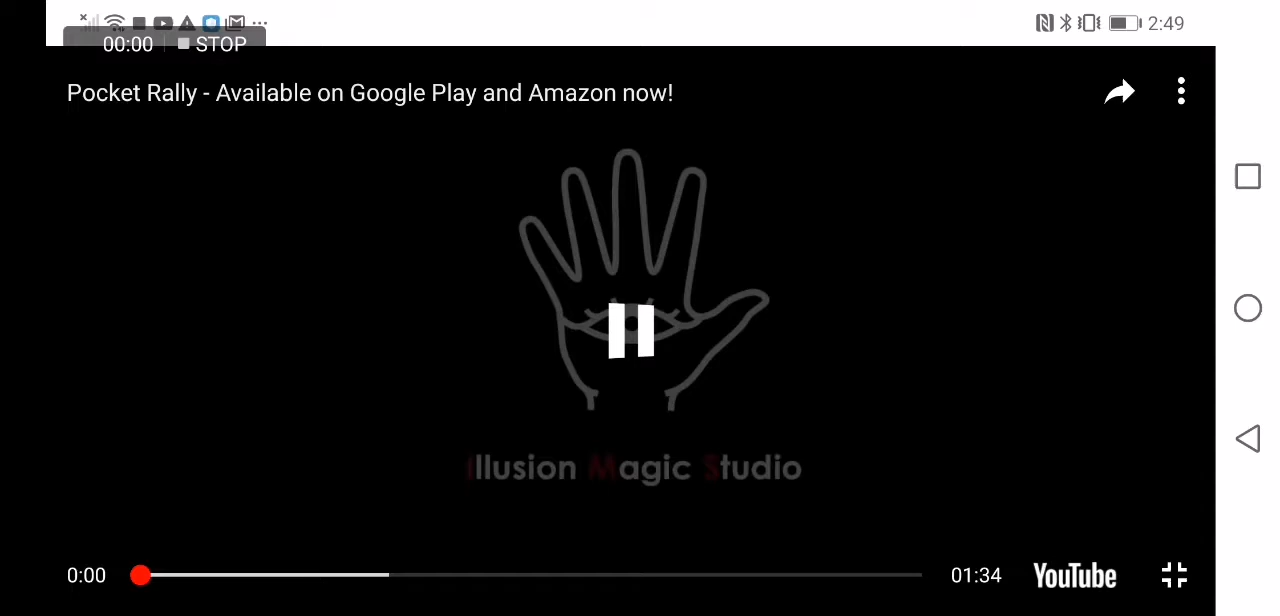 2:49
00:00 STOP
Pocket Rally - Available on Google Play and Amazon now!
illusion Magic Studio
0:00 01:34 YouTube